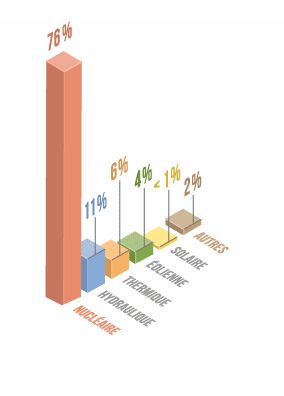 76%
11%
6%
4%
< 1%
2%
NUCLÉAIRE
HYDRAULIQUE
THERMIQUE
ÉOLIENNE
SOLAIRE
AUTRES